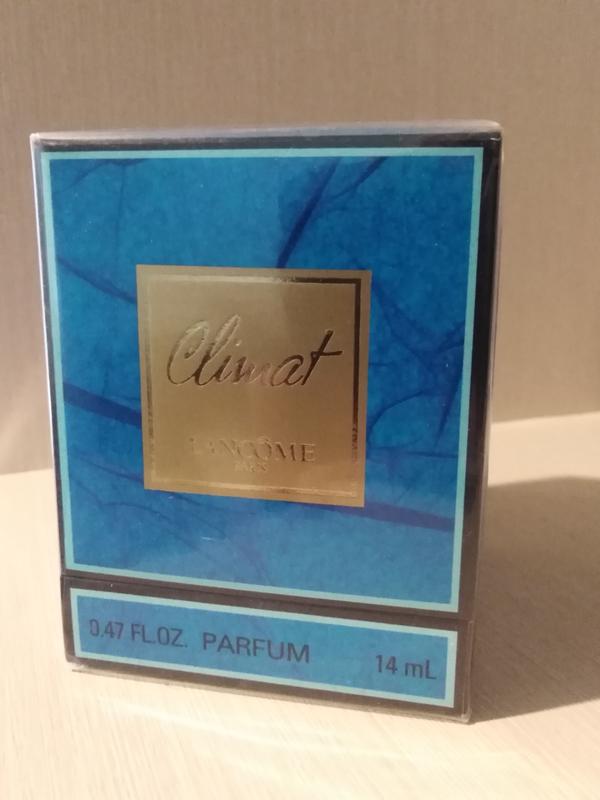 Climat
LANCÔME
PARIS
0.47 FL.OZ. PARFUM 14 mL